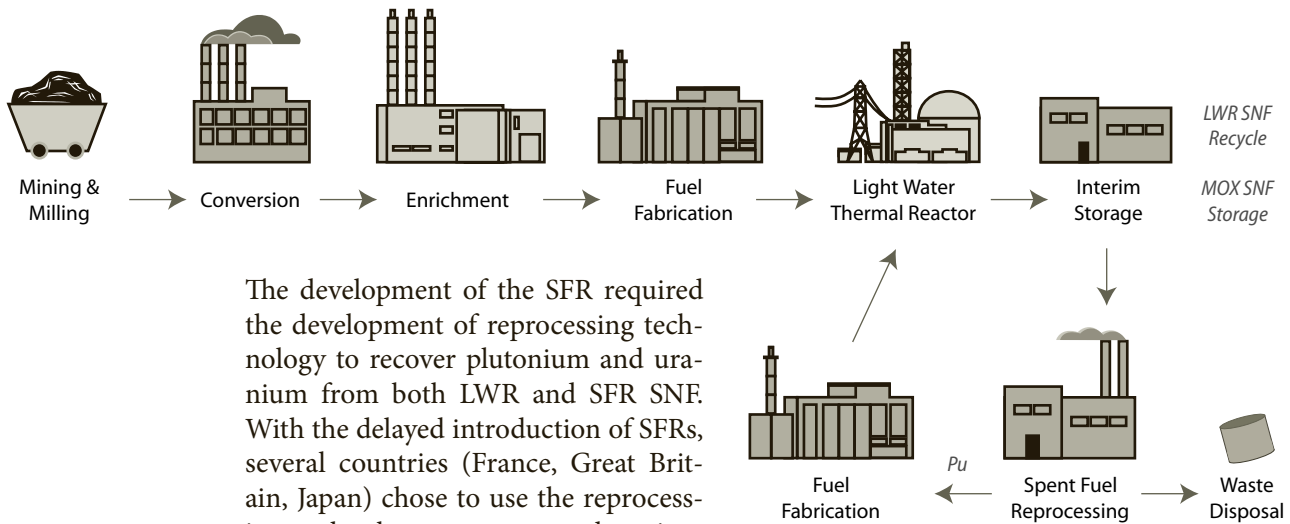 LWR SNF
Recycle
Mining &
Milling
Conversion
Enrichment
Fuel
Fabrication
Light Water
Thermal Reactor
Interim
Storage
MOX SNF
Storage
The development of the SFR required
the development of reprocessing tech-
nology to recover plutonium and ura-
nium from both LWR and SFR SNF.
With the delayed introduction of SFRs,
several countries (France, Great Brit-
ain, Japan) chose to use the reprocess-
Pu
Fuel
Fabrication
Spent Fuel
Reprocessing
Waste
Disposal